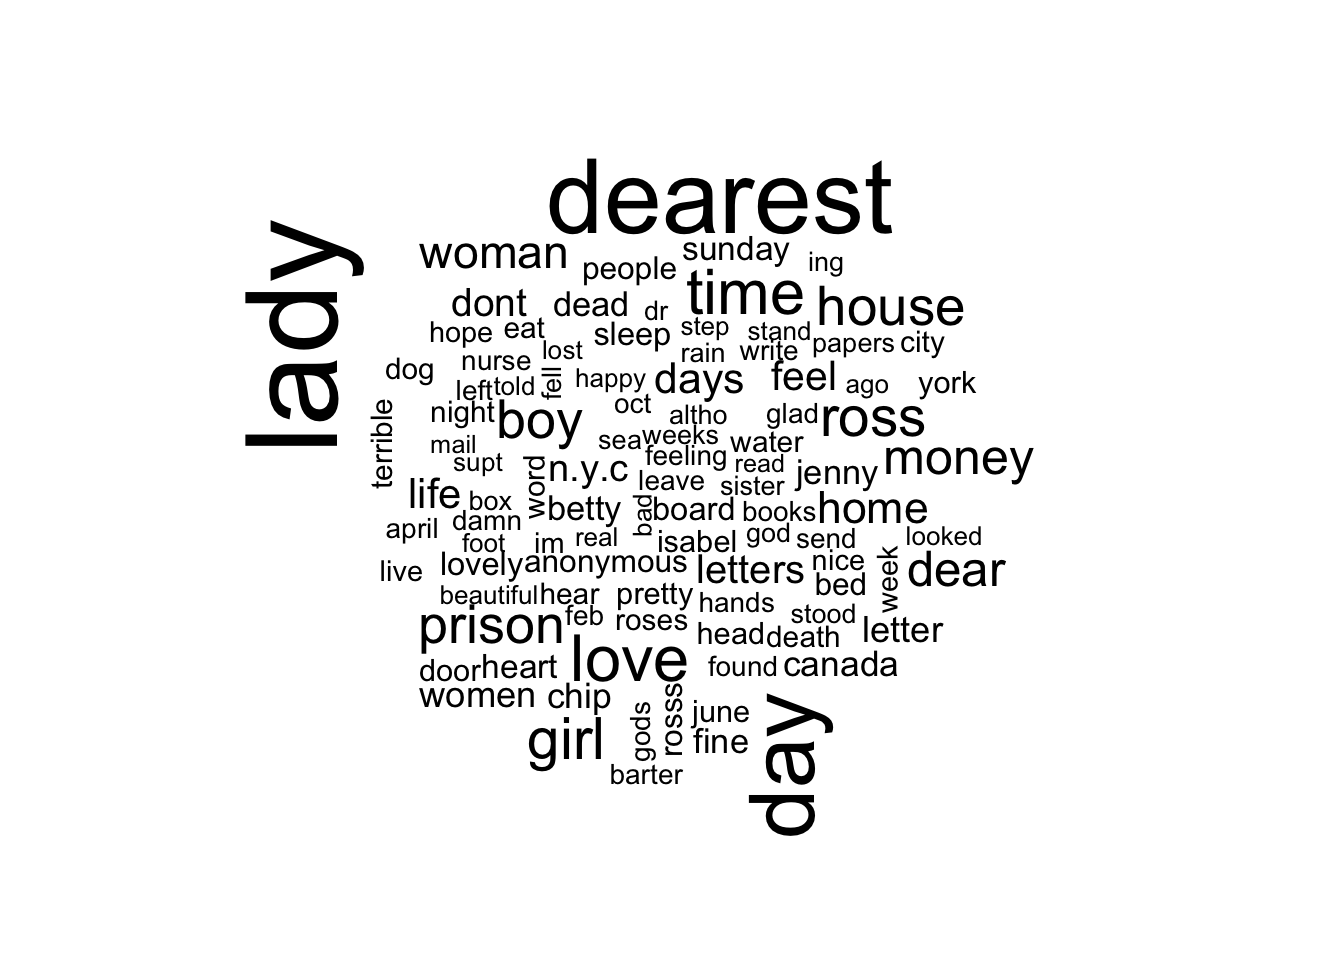 dearest
lady
woman
people
sunday
ing
dont
dead
dr
time
house
hope
eat
sleep
step
stand
lost
rain
write
papers
city
dog
nurse
fell
happy
days
feel
ago
york
left
told
terrible
night
boy
oct
altho
glad
ross
mail
sea
weeks
water
supt
word
n.y.c
feeling
read
jenny
money
leave
sister
life
box
betty
bad
board
books
home
april
damn
foot
im
real
isabel
god
send
looked
live
lovely
anonymous
letters
nice
bed
week
dear
beautiful
hear
pretty
hands
stood
prison
feb
roses
head
death
letter
door
heart
love
found
canada
women
chip
rosss
june
day
girl
gods
fine
barter